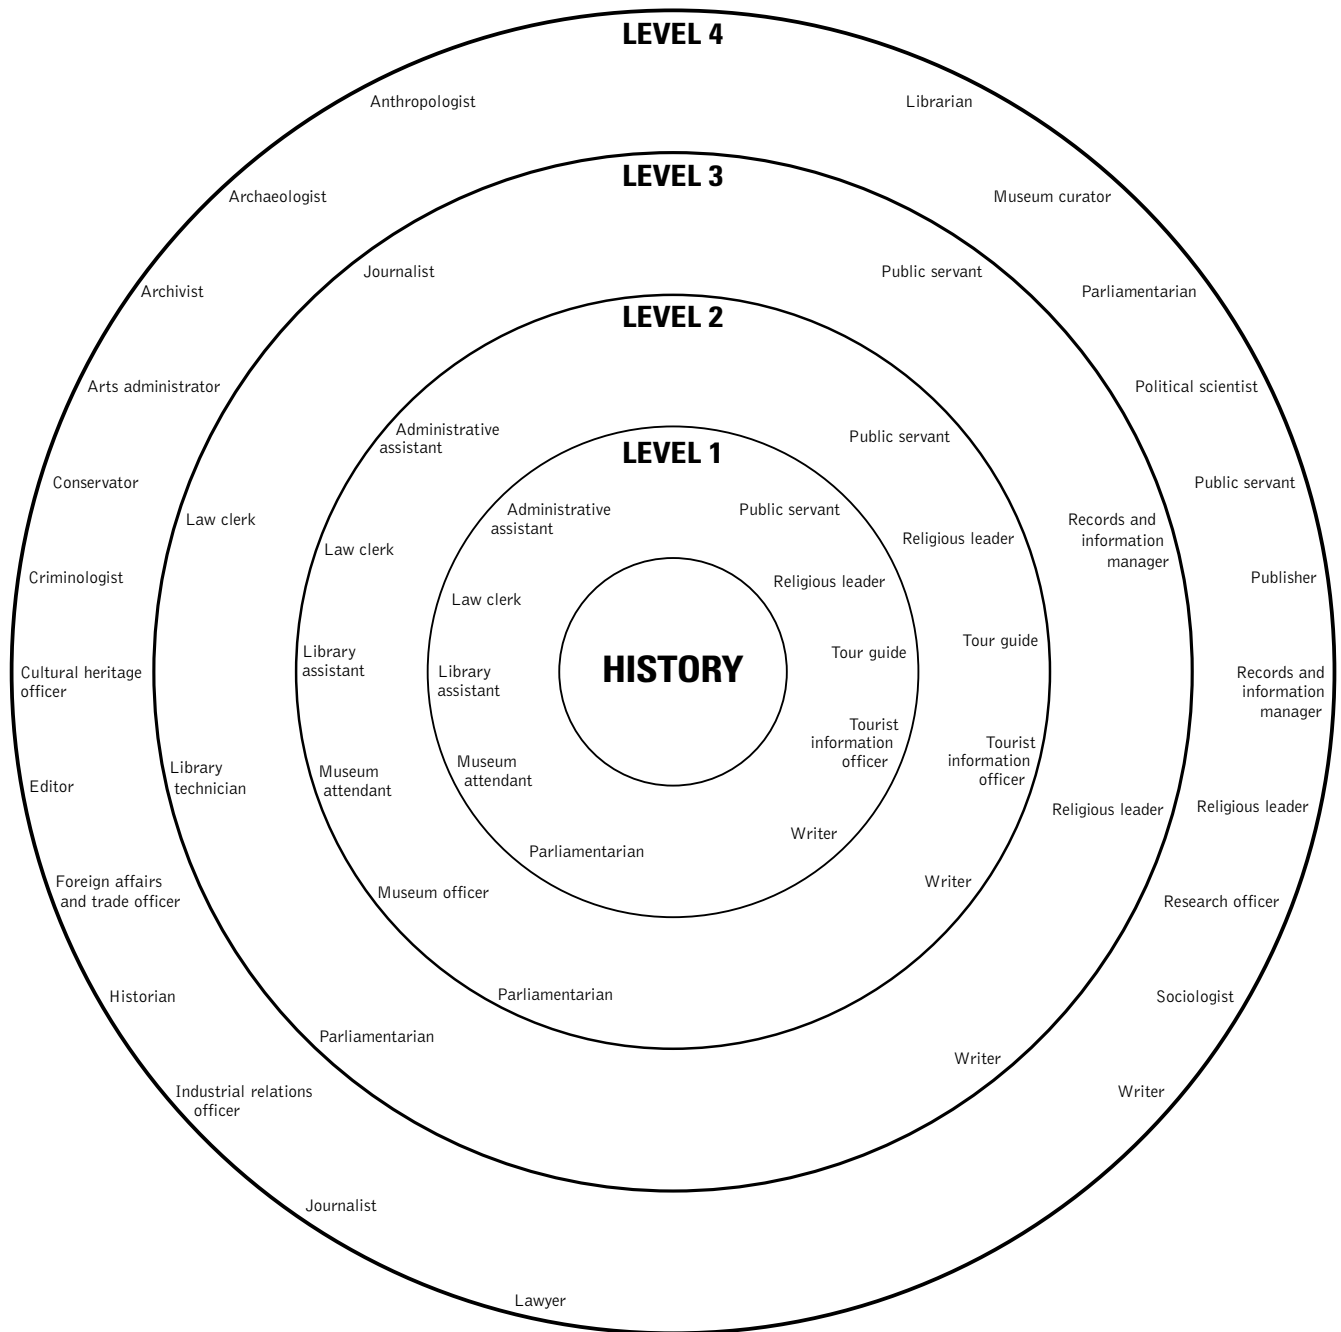 LEVEL 4
Anthropologist
Archaeologist
Archivist
Arts administrator
Conservator
Criminologist
Cultural heritage
officer
Editor
Foreign affairs
and trade officer
Historian
Industrial relations
officer
Journalist
Lawyer
Librarian
Museum curator
Parliamentarian
Political scientist
Public servant
Publisher
Records and
information
manager
Religious leader
Research officer
Sociologist
Writer
LEVEL 3
Journalist
Law clerk
Library
technician
Parliamentarian
Public servant
Records and
information
manager
Religious leader
Writer
LEVEL 2
Administrative
assistant
Law clerk
Library
assistant
Museum
attendant
Museum officer
Parliamentarian
Public servant
Religious leader
Tour guide
Tourist
information
officer
Writer
LEVEL 1
Administrative
assistant
Law clerk
Library
assistant
Museum
attendant
Parliamentarian
Public servant
Religious leader
Tour guide
Tourist
information
officer
Writer
HISTORY